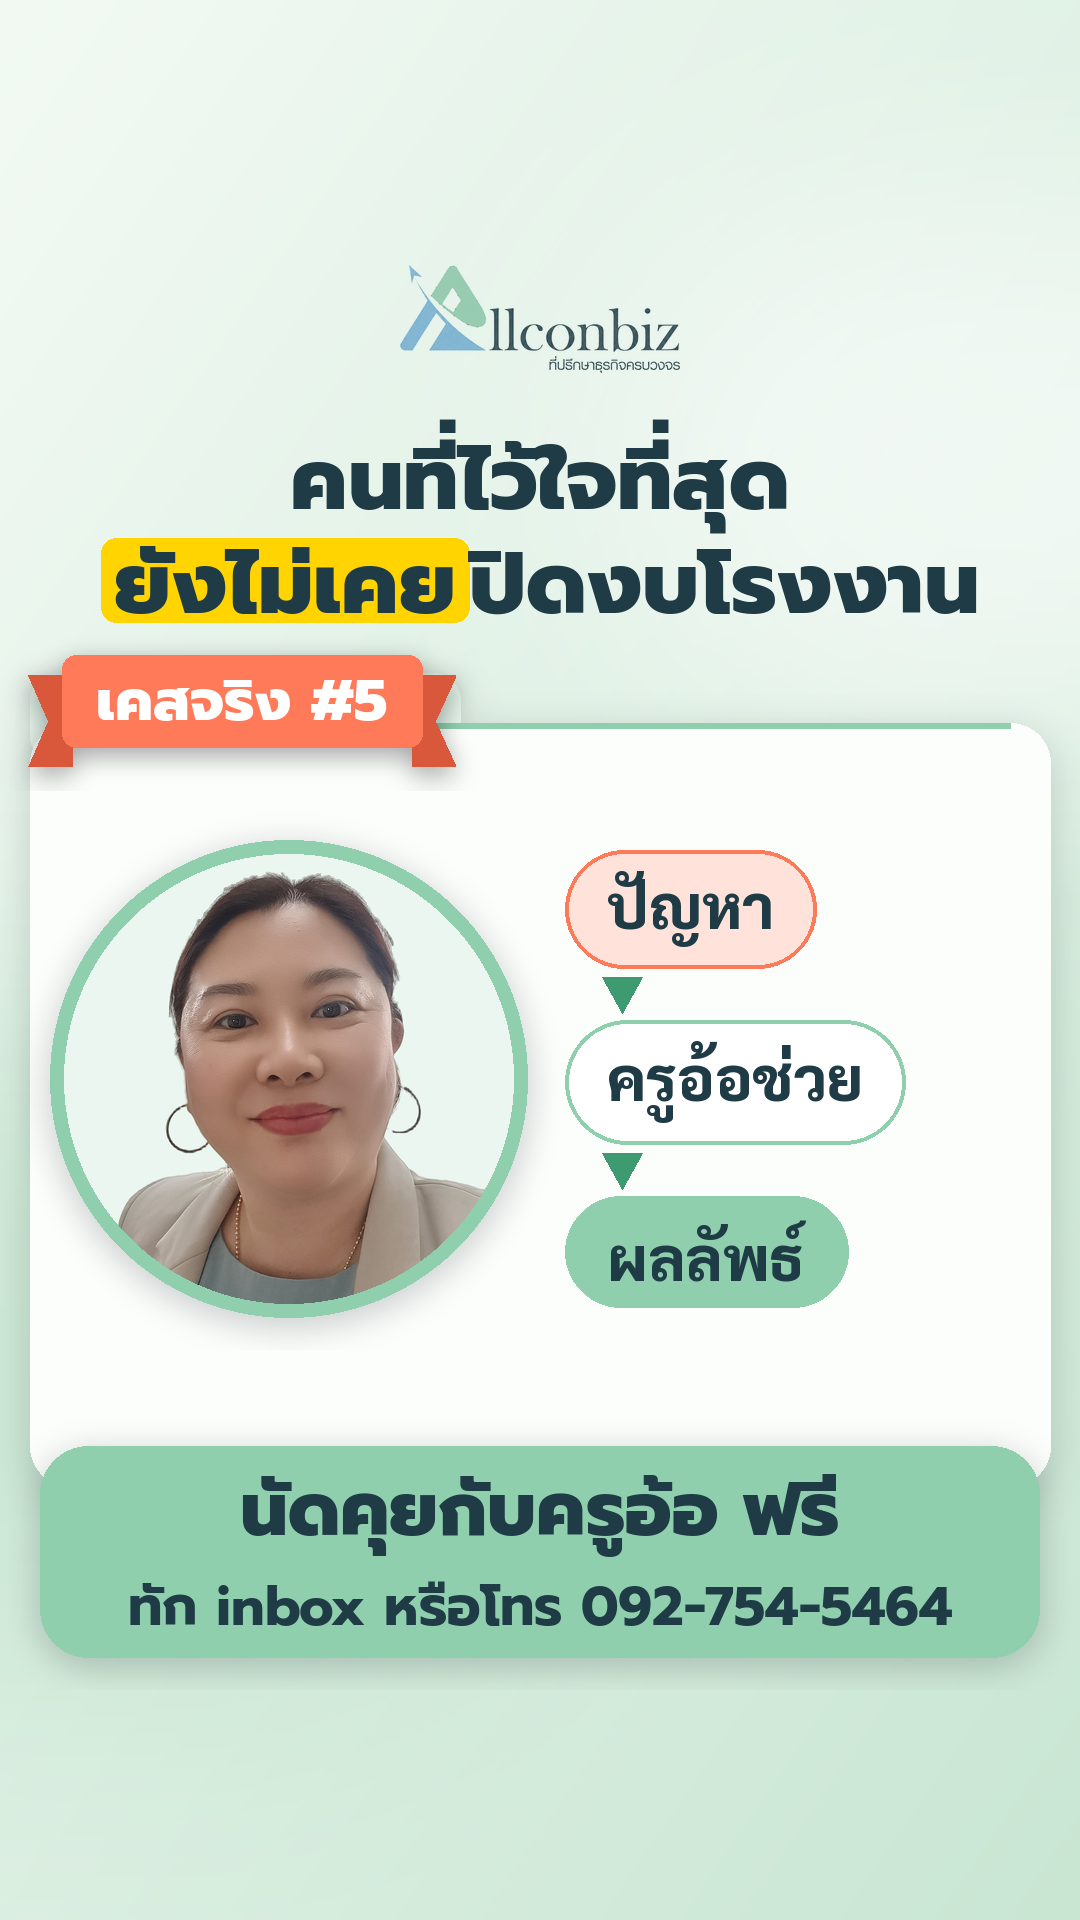 Allconbiz
ที่ปรึกษาธุรกิจครบวงจร
คนที่ไว้ใจที่สุด
ยังไม่เคยปิดงบโรงงาน
เคสจริง #5
ปัญหา
ครูอ้อช่วย
ผลลัพธ์
นัดคุยกับครูอ้อ ฟรี
ทัก inbox หรือโทร 092-754-5464